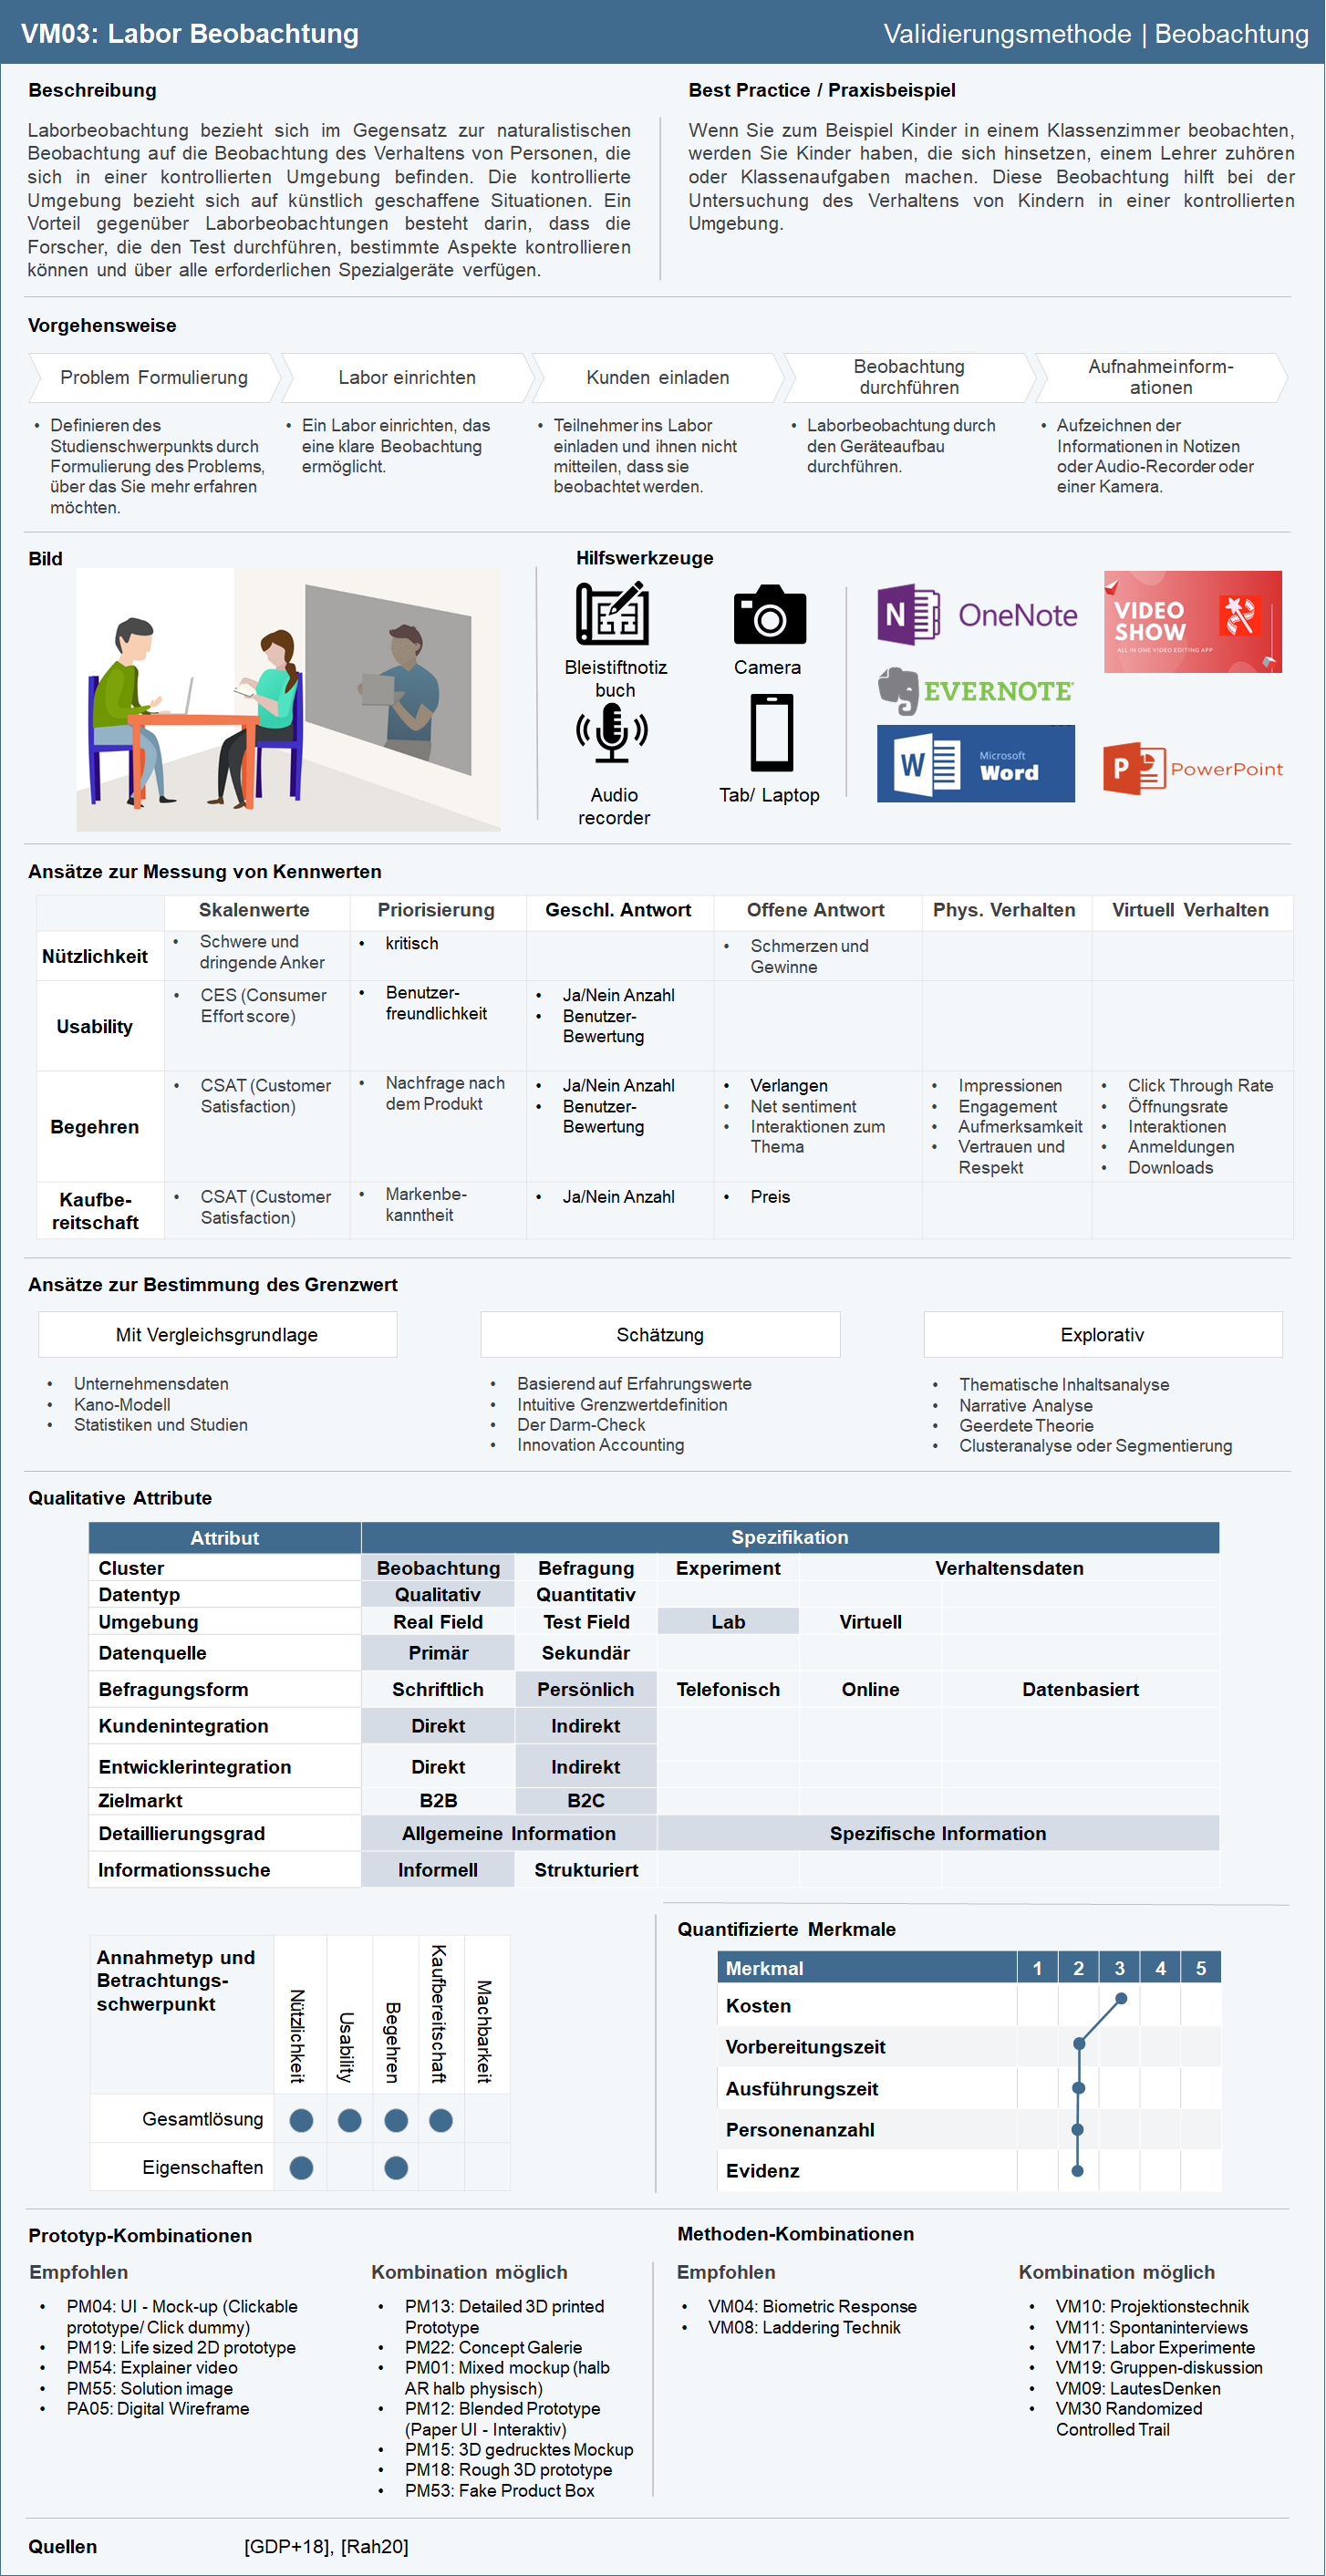 VM03: Labor Beobachtung
Validierungsmethode | Beobachtung
Beschreibung
Laborbeobachtung bezieht sich im Gegensatz zur naturalistischen
Beobachtung auf die Beobachtung des Verhaltens von Personen, die
sich in einer kontrollierten Umgebung befinden. Die kontrollierte
Umgebung bezieht sich auf künstlich geschaffene Situationen. Ein
Vorteil gegenüber Laborbeobachtungen besteht darin, dass die
Forscher, die den Test durchführen, bestimmte Aspekte kontrollieren
können und über alle erforderlichen Spezialgeräte verfügen.
Best Practice / Praxisbeispiel
Wenn Sie zum Beispiel Kinder in einem Klassenzimmer beobachten,
werden Sie Kinder haben, die sich hinsetzen, einem Lehrer zuhören
oder Klassenaufgaben machen. Diese Beobachtung hilft bei der
Untersuchung des Verhaltens von Kindern in einer kontrollierten
Umgebung.
Vorgehensweise
Problem Formulierung
Labor einrichten
Kunden einladen
Beobachtung
durchführen
Aufnahmeinform-
ationen
• Definieren des
Studienschwerpunkts durch
Formulierung des Problems,
über das Sie mehr erfahren
möchten.
• Ein Labor einrichten, das
eine klare Beobachtung
ermöglicht.
• Teilnehmer ins Labor
einladen und ihnen nicht
mitteilen, dass sie
beobachtet werden.
• Laborbeobachtung durch
den Geräteaufbau
durchführen.
• Aufzeichnen der
Informationen in Notizen
oder Audio-Recorder oder
einer Kamera.
Bild
Hilfswerkzeuge
Bleistiftnotiz
buch
Camera
Audio
recorder
Tab/ Laptop
N OneNote
EVERNOTE
W Microsoft
Word
VIDEO
SHOW
ALL IN ONE VIDEO EDITING APP
P PowerPoint
Ansätze zur Messung von Kennwerten
Skalenwerte Priorisierung Geschl. Antwort Offene Antwort Phys. Verhalten Virtuell Verhalten
Nützlichkeit
• Schwere und
dringende Anker
• kritisch
• Schmerzen und
Gewinne
Usability
• CES (Consumer
Effort score)
• Benutzer-
freundlichkeit
• Ja/Nein Anzahl
• Benutzer-
Bewertung
Begehren
• CSAT (Customer
Satisfaction)
• Nachfrage nach
dem Produkt
• Ja/Nein Anzahl
• Benutzer-
Bewertung
• Verlangen
• Net sentiment
• Interaktionen zum
Thema
• Impressionen
• Engagement
• Aufmerksamkeit
• Vertrauen und
Respekt
• Click Through Rate
• Öffnungsrate
• Interaktionen
• Anmeldungen
• Downloads
Kaufbe-
reitschaft
• CSAT (Customer
Satisfaction)
• Markenbe-
kanntheit
• Ja/Nein Anzahl
• Preis
Ansätze zur Bestimmung des Grenzwert
Mit Vergleichsgrundlage
• Unternehmensdaten
• Kano-Modell
• Statistiken und Studien
Schätzung
• Basierend auf Erfahrungswerte
• Intuitive Grenzwertdefinition
• Der Darm-Check
• Innovation Accounting
Explorativ
• Thematische Inhaltsanalyse
• Narrative Analyse
• Geerdete Theorie
• Clusteranalyse oder Segmentierung
Qualitative Attribute
Attribut Spezifikation
Cluster Beobachtung Befragung Experiment Verhaltensdaten
Datentyp Qualitativ Quantitativ
Umgebung Real Field Test Field Lab Virtuell
Datenquelle Primär Sekundär
Befragungsform Schriftlich Persönlich Telefonisch Online Datenbasiert
Kundenintegration Direkt Indirekt
Entwicklerintegration Direkt Indirekt
Zielmarkt B2B B2C
Detaillierungsgrad Allgemeine Information Spezifische Information
Informationssuche Informell Strukturiert
Annahmetyp und
Betrachtungs-
schwerpunkt
Nützlichkeit
Usability
Begehren
Kaufbereitschaft
Machbarkeit
Gesamtlösung
Eigenschaften
Quantifizierte Merkmale
Merkmal 1 2 3 4 5
Kosten
Vorbereitungszeit
Ausführungszeit
Personenanzahl
Evidenz
Prototyp-Kombinationen
Empfohlen
• PM04: UI - Mock-up (Clickable
prototype/ Click dummy)
• PM19: Life sized 2D prototype
• PM54: Explainer video
• PM55: Solution image
• PA05: Digital Wireframe
Kombination möglich
• PM13: Detailed 3D printed
Prototype
• PM22: Concept Galerie
• PM01: Mixed mockup (halb
AR halb physisch)
• PM12: Blended Prototype
(Paper UI - Interaktiv)
• PM15: 3D gedrucktes Mockup
• PM18: Rough 3D prototype
• PM53: Fake Product Box
Methoden-Kombinationen
Empfohlen
• VM04: Biometric Response
• VM08: Laddering Technik
Kombination möglich
• VM10: Projektionstechnik
• VM11: Spontaninterviews
• VM17: Labor Experimente
• VM19: Gruppen-diskussion
• VM09: LautesDenken
• VM30 Randomized
Controlled Trail
Quellen
[GDP+18], [Rah20]